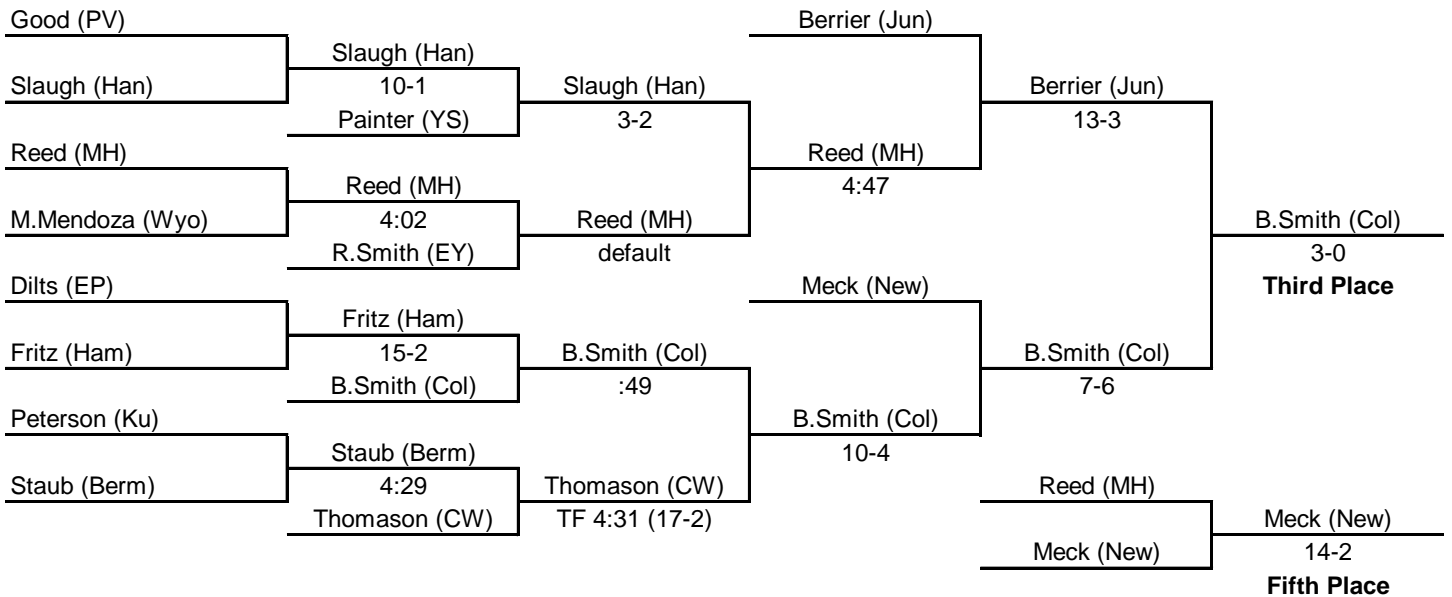 Good (PV)
Berrier (Jun)
Slaugh (Han)
Slaugh (Han)
10-1
Slaugh (Han)
Berrier (Jun)
Painter (YS)
3-2
13-3
Reed (MH)
Reed (MH)
Reed (MH)
4:47
M.Mendoza (Wyo)
4:02
Reed (MH)
B.Smith (Col)
R.Smith (EY)
default
3-0
Dilts (EP)
Meck (New)
Third Place
Fritz (Ham)
Fritz (Ham)
15-2
B.Smith (Col)
B.Smith (Col)
B.Smith (Col)
:49
7-6
Peterson (Ku)
B.Smith (Col)
Staub (Berm)
10-4
Staub (Berm)
4:29
Thomason (CW)
Reed (MH)
Thomason (CW)
TF 4:31 (17-2)
Meck (New)
Meck (New)
14-2
Fifth Place